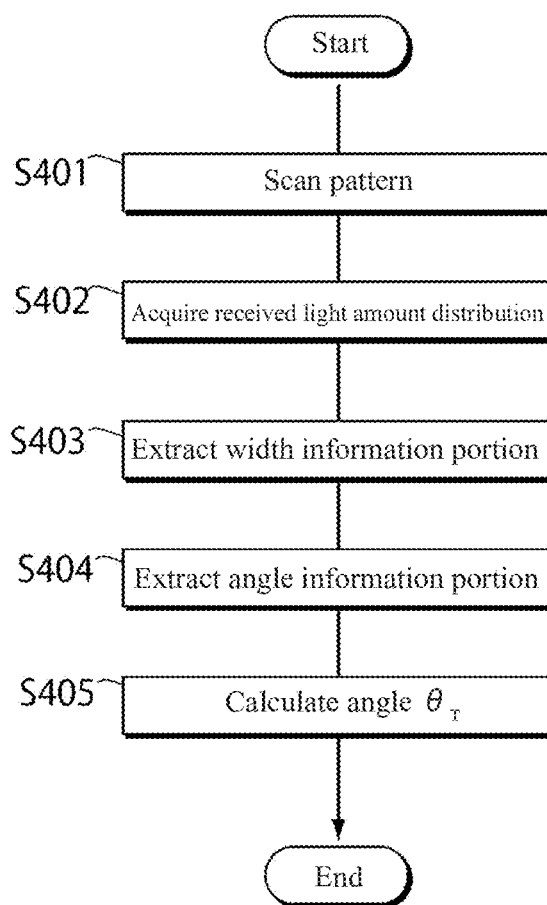 Start
S401
Scan pattern
S402
Acquire received light amount distribution
S403
Extract width information portion
S404
Extract angle information portion
S405
Calculate angle θT
End